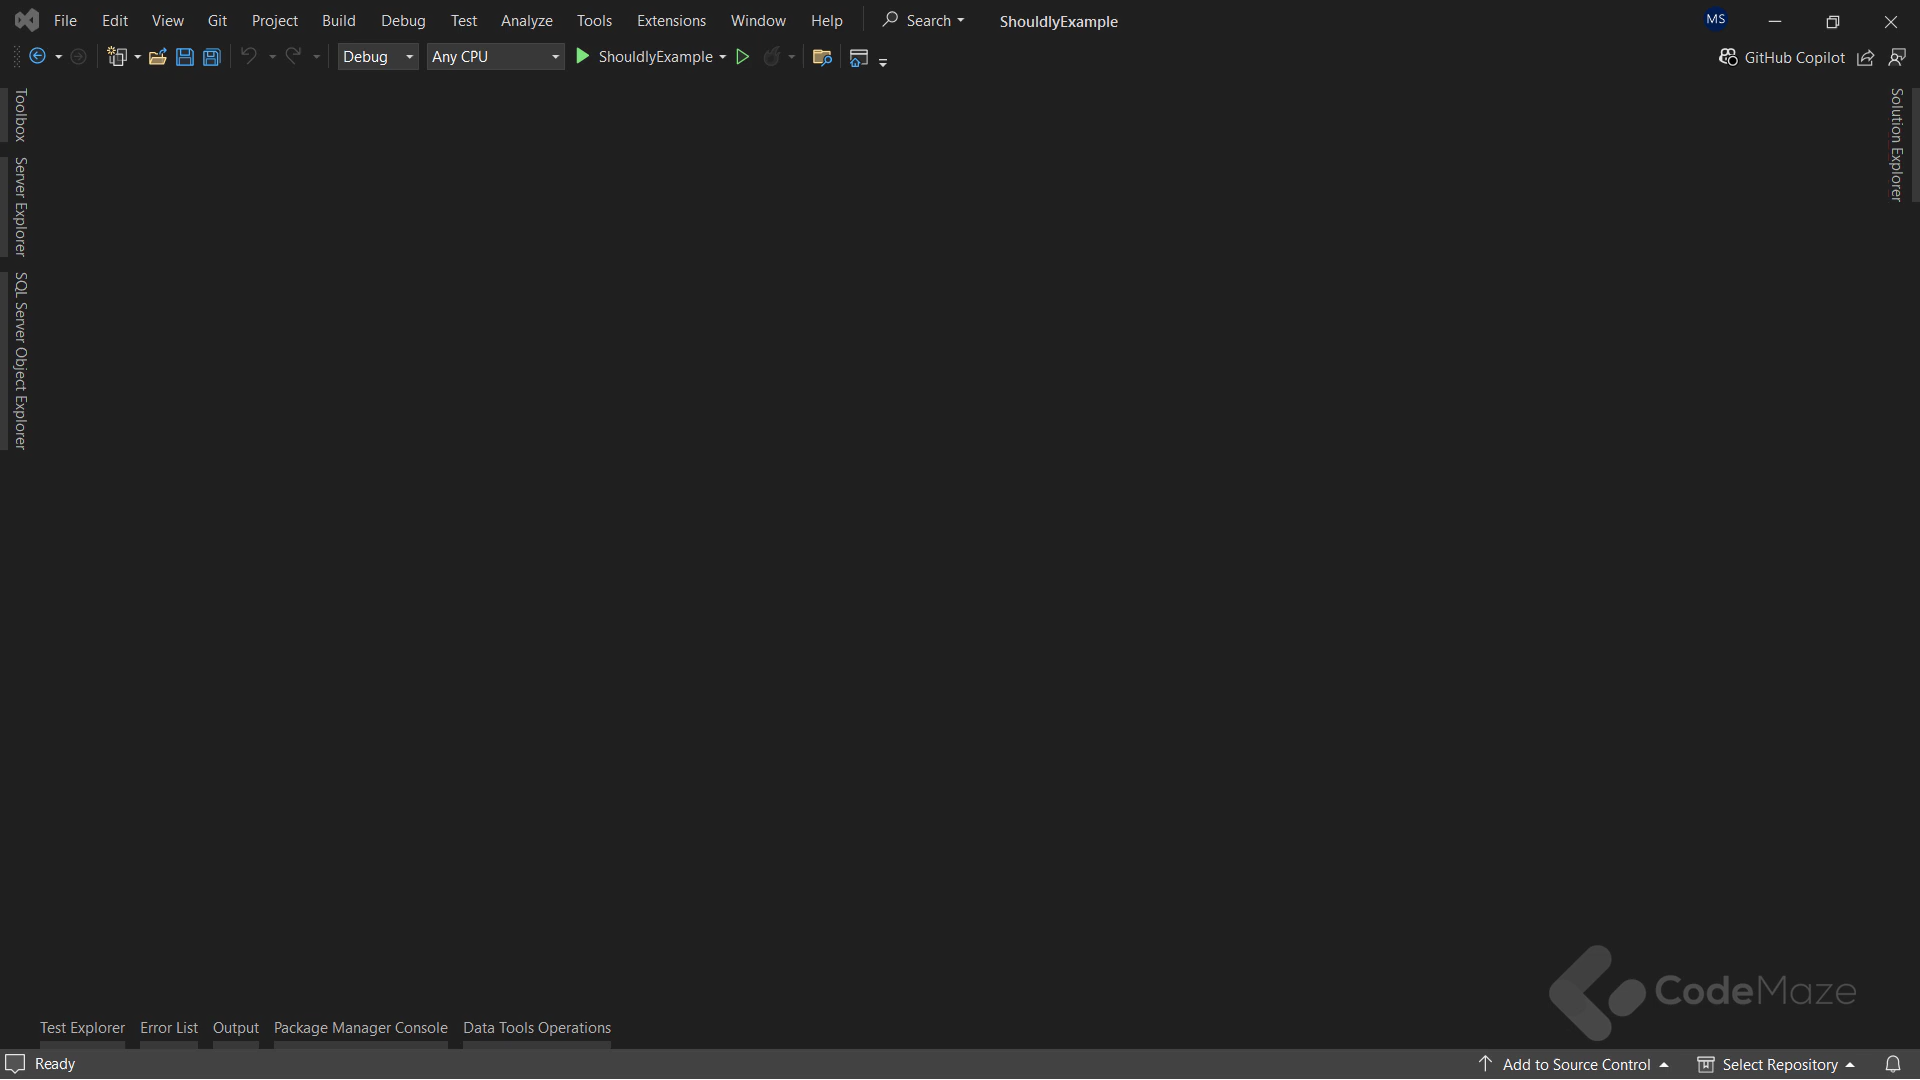 File Edit View Git Project Build Debug Test Analyze Tools Extensions Window Help Search ShouldlyExample MS
Debug Any CPU ShouldlyExample GitHub Copilot
Toolbox
Server Explorer
SQL Server Object Explorer
Solution Explorer
CodeMaze
Test Explorer Error List Output Package Manager Console Data Tools Operations
Ready Add to Source Control Select Repository